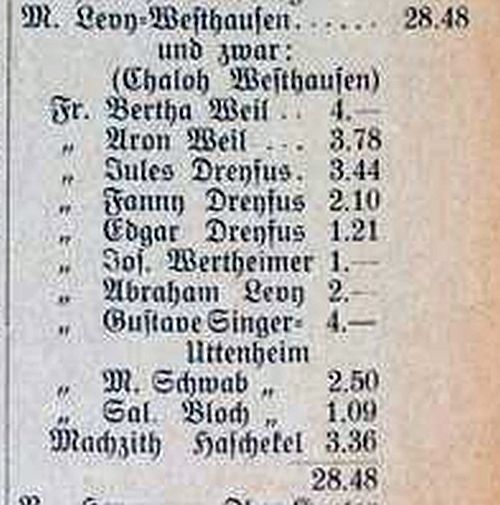 M. Levy=Westhausen...... 28.48
und zwar:
(Chaloh Westhausen)
Fr. Bertha Weil .. 4.—
„ Aron Weil ... 3.78
„ Jules Dreyfus. 3.44
„ Fanny Dreyfus 2.10
„ Edgar Dreyfus 1.21
„ Jos. Wertheimer 1.—
„ Abraham Levy 2.—
„ Gustave Singer= 4.—
Uttenheim
„ M. Schwab „ 2.50
„ Sal. Bloch „ 1.09
Machzith Haschekel 3.36
28.48